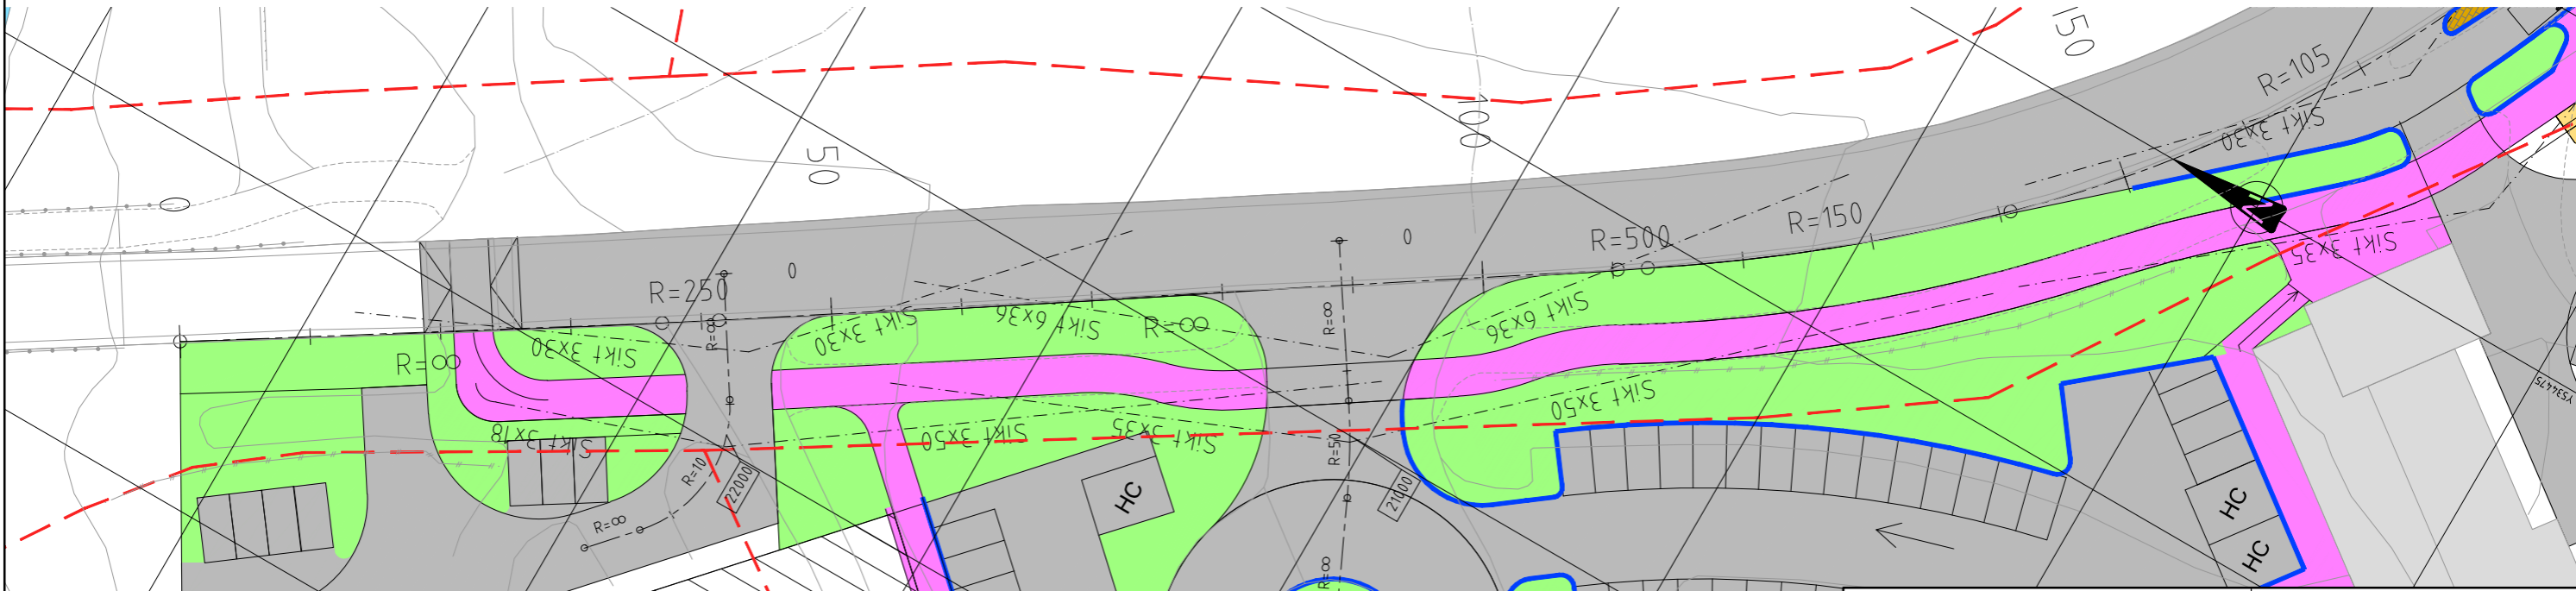 50
100
150
R=105
Sikt 3x30
0
0
0
R=250
R=∞
R=∞
R=500
R=150
Sikt 3x35
R=∞
Sikt 3x30
Sikt 3x30
Sikt 6x36
R=∞
Sikt 6x36
Sikt 3x18
Sikt 3x50
Sikt 3x35
Sikt 3x50
R=10
22000
R=50
21000
R=∞
R=∞
HC
HC
HC
Y534475